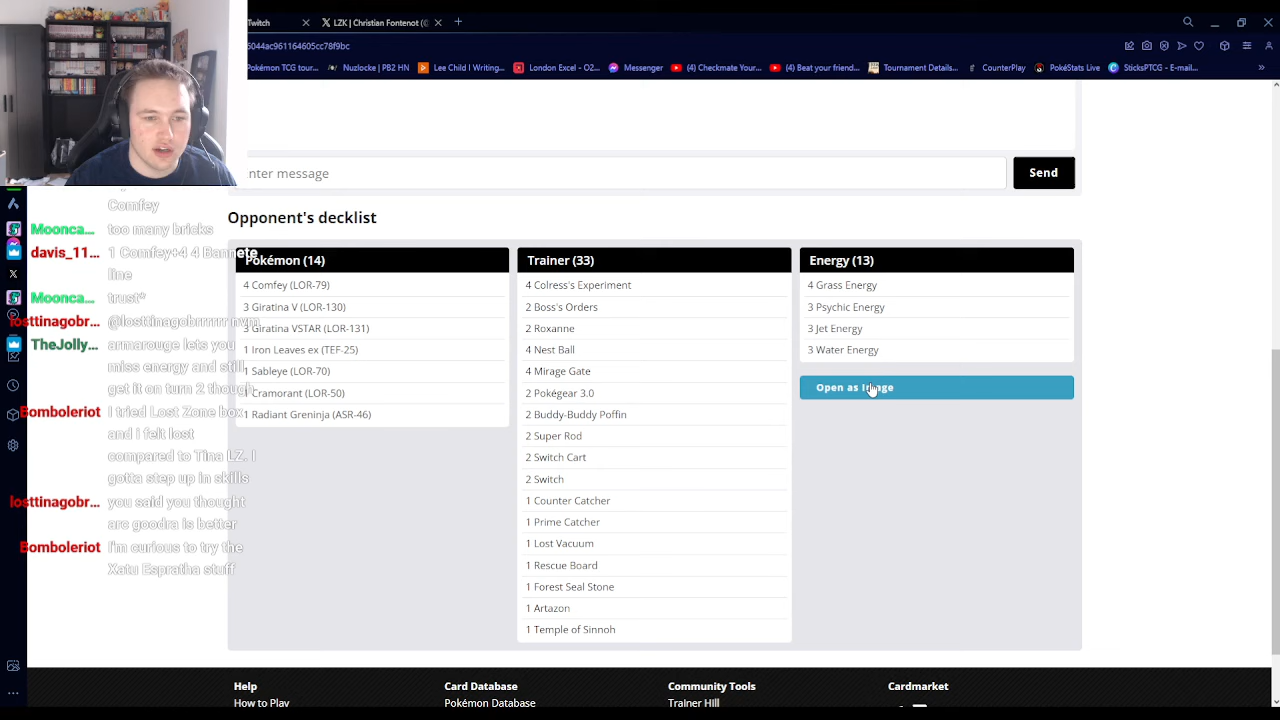 Twitch
LZK | Christian Fontenot (@
6044ac961164605cc78f9bc
Pokémon TCG tour...
Nuzlocke | PB2 HN
Lee Child I Writing...
London Excel - O2...
Messenger
(4) Checkmate Your...
(4) Beat your friend...
Tournament Details...
CounterPlay
PokéStats Live
SticksPTCG - E-mail...
nter message
Send
Comfey
Moonca... too many bricks
davis_11... 1 Comfey+4 4 Bannete
line
Moonca... trust*
losttinagobr... @losttinagobrrrrrr nvm
TheJolly... armarouge lets you
miss energy and still
get it on turn 2 though
Bomboleriot I tried Lost Zone box
and i felt lost
compared to Tina LZ. I
gotta step up in skills
losttinagobr... you said you thought
arc goodra is better
Bomboleriot I'm curious to try the
Xatu Espratha stuff
Opponent's decklist
Pokémon (14)
4 Comfey (LOR-79)
3 Giratina V (LOR-130)
3 Giratina VSTAR (LOR-131)
1 Iron Leaves ex (TEF-25)
1 Sableye (LOR-70)
Cramorant (LOR-50)
1 Radiant Greninja (ASR-46)
Trainer (33)
4 Colress's Experiment
2 Boss's Orders
2 Roxanne
4 Nest Ball
4 Mirage Gate
2 Pokégear 3.0
2 Buddy-Buddy Poffin
2 Super Rod
2 Switch Cart
2 Switch
1 Counter Catcher
1 Prime Catcher
1 Lost Vacuum
1 Rescue Board
1 Forest Seal Stone
1 Artazon
1 Temple of Sinnoh
Energy (13)
4 Grass Energy
3 Psychic Energy
3 Jet Energy
3 Water Energy
Open as Image
Help
How to Play
Card Database
Pokémon Database
Community Tools
Trainer Hill
Cardmarket